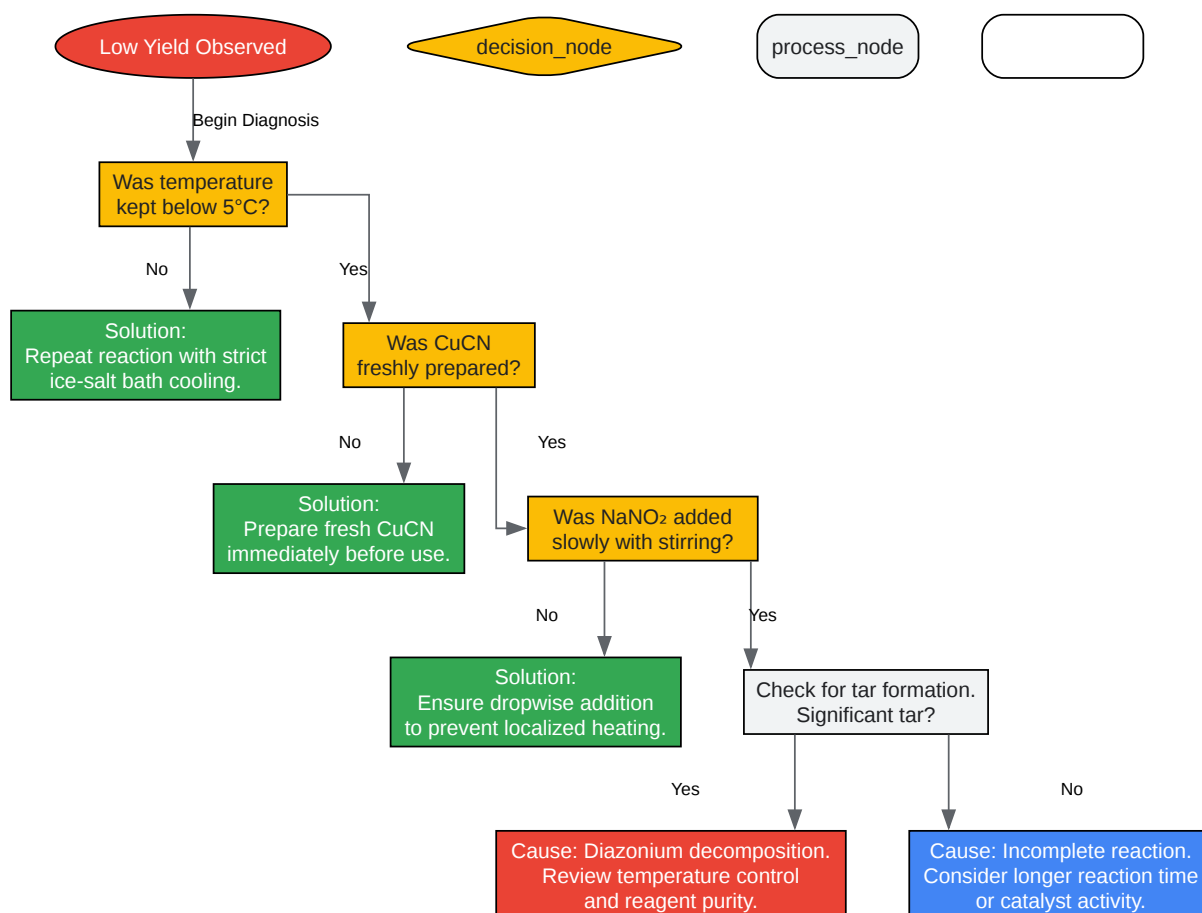 Low Yield Observed
decision_node
process_node
Begin Diagnosis
Was temperature
kept below 5°C?
No
Yes
Solution:
Repeat reaction with strict
ice-salt bath cooling.
Was CuCN
freshly prepared?
No
Yes
Solution:
Prepare fresh CuCN
immediately before use.
Was NaNO₂ added
slowly with stirring?
No
Yes
Solution:
Ensure dropwise addition
to prevent localized heating.
Check for tar formation.
Significant tar?
Yes
No
Cause: Diazonium decomposition.
Review temperature control
and reagent purity.
Cause: Incomplete reaction.
Consider longer reaction time
or catalyst activity.